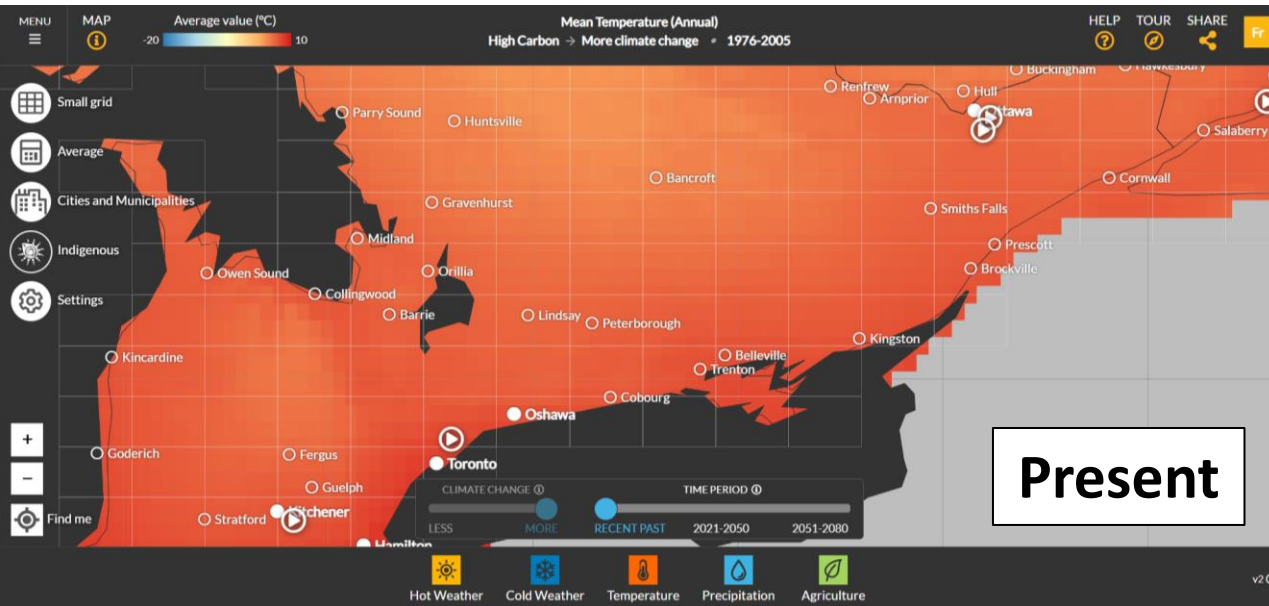 MENU
MAP
Average value (°C)
-20
10
Mean Temperature (Annual)
High Carbon → More climate change • 1976-2005
HELP
TOUR
SHARE
Fr
Small grid
Average
Cities and Municipalities
Indigenous
Settings
Buckingham
Hawkesbury
Renfrew
Arnprior
Hull
Parry Sound
Huntsville
Salaberry
Bancroft
Cornwall
Gravenhurst
Smiths Falls
Midland
Prescott
Owen Sound
Orillia
Brockville
Collingwood
Barrie
Lindsay
Peterborough
Kingston
Kincardine
Belleville
Trenton
Cobourg
Oshawa
Goderich
Fergus
Toronto
Guelph
Stratford
Hamilton
+
−
Find me
CLIMATE CHANGE
LESS
MORE
TIME PERIOD
RECENT PAST
2021-2050
2051-2080
Present
Hot Weather
Cold Weather
Temperature
Precipitation
Agriculture